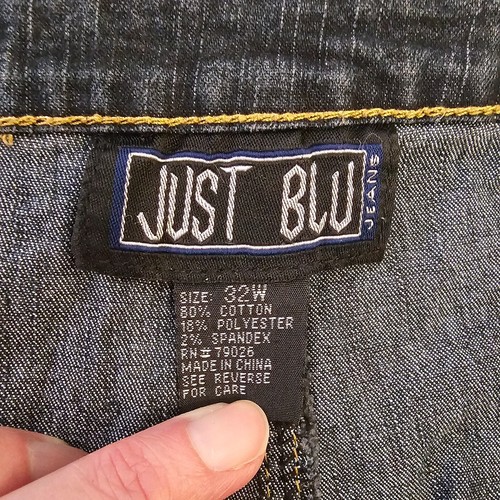 JUST BLU
JEANS
SIZE: 32W
80% COTTON
18% POLYESTER
2% SPANDEX
RN# 79026
MADE IN CHINA
SEE REVERSE
FOR CARE